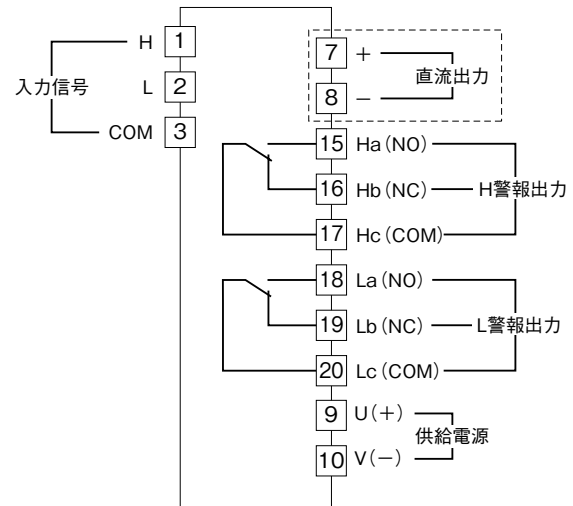 入力信号
H 1
L 2
COM 3
7 +
8 −
直流出力
15 Ha(NO)
16 Hb(NC)
H警報出力
17 Hc(COM)
18 La(NO)
19 Lb(NC)
L警報出力
20 Lc(COM)
9 U(+)
供給電源
10 V(−)